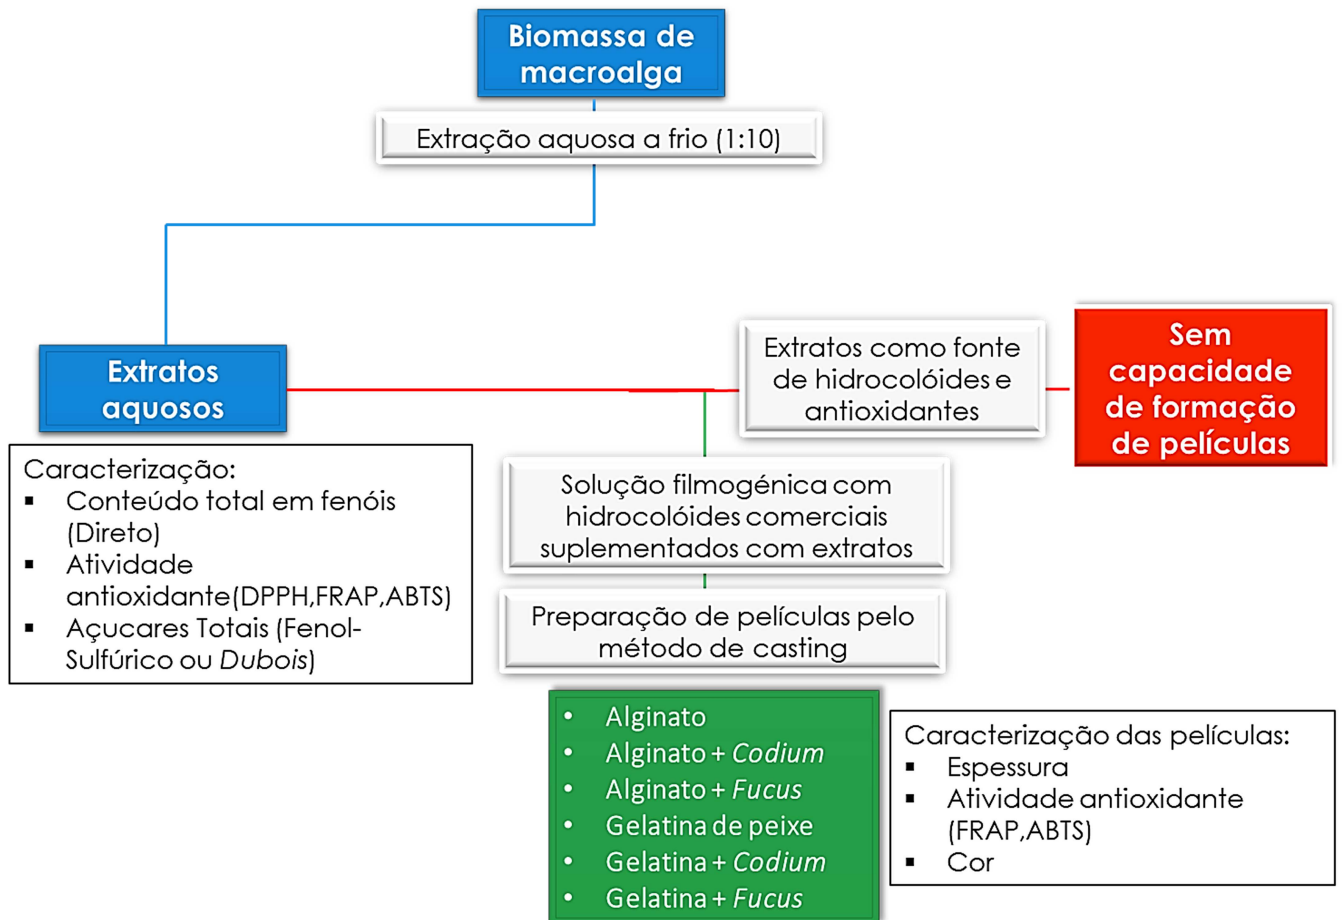 Biomassa de
macroalga
Extração aquosa a frio (1:10)
Extratos
aquosos
Extratos como fonte
de hidrocolóides e
antioxidantes
Sem
capacidade
de formação
de películas
Caracterização:
▪ Conteúdo total em fenóis
(Direto)
▪ Atividade
antioxidante(DPPH,FRAP,ABTS)
▪ Açucares Totais (Fenol-
Sulfúrico ou Dubois)
Solução filmogénica com
hidrocolóides comerciais
suplementados com extratos
Preparação de películas pelo
método de casting
• Alginato
• Alginato + Codium
• Alginato + Fucus
• Gelatina de peixe
• Gelatina + Codium
• Gelatina + Fucus
Caracterização das películas:
▪ Espessura
▪ Atividade antioxidante
(FRAP,ABTS)
▪ Cor